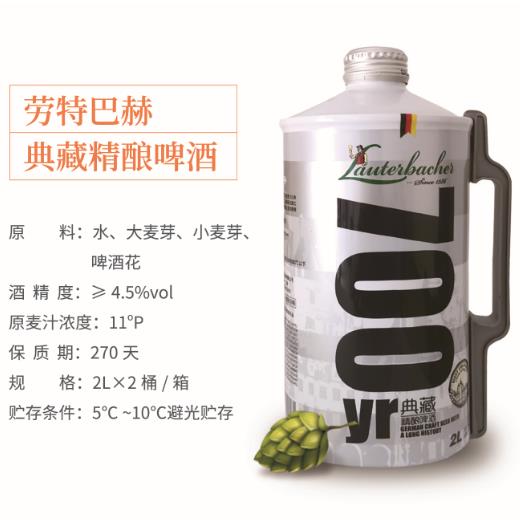 劳特巴赫
典藏精酿啤酒
原 料：水、大麦芽、小麦芽、
啤酒花
酒 精 度：≥ 4.5%vol
原麦汁浓度：11ºP
保 质 期：270 天
规 格：2L×2 桶 / 箱
贮存条件：5℃ ~10℃避光贮存
Lauterbacher
Since 1586
700
yr
典藏
精酿啤酒
GERMAN CRAFT BEER WITH
A LONG HISTORY
2L